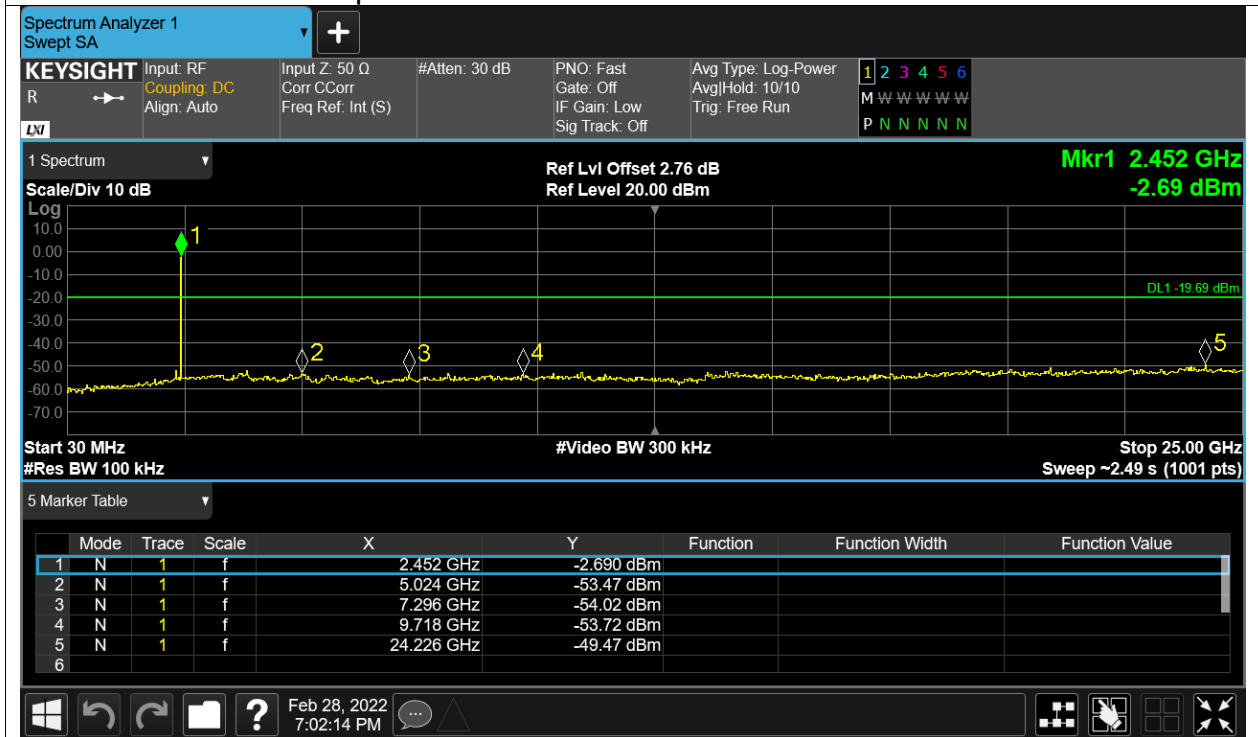 Spectrum Analyzer 1
Swept SA
+
KEYSIGHT Input: RF Input Z: 50 Ω #Atten: 30 dB PNO: Fast Avg Type: Log-Power 1 2 3 4 5 6
R Coupling: DC Corr CCorr Gate: Off Avg|Hold: 10/10
Align: Auto Freq Ref: Int (S) IF Gain: Low Trig: Free Run M W W W W W
LXI Sig Track: Off P N N N N N
1 Spectrum Ref Lvl Offset 2.76 dB Mkr1 2.452 GHz
Scale/Div 10 dB Ref Level 20.00 dBm -2.69 dBm
Log
10.0
1
0.00
-10.0
-20.0 DL1 -19.69 dBm
-30.0
-40.0
2 3 4 5
-50.0
-60.0
-70.0
Start 30 MHz #Video BW 300 kHz Stop 25.00 GHz
#Res BW 100 kHz Sweep ~2.49 s (1001 pts)
5 Marker Table
Mode Trace Scale X Y Function Function Width Function Value
1 N 1 f 2.452 GHz -2.690 dBm
2 N 1 f 5.024 GHz -53.47 dBm
3 N 1 f 7.296 GHz -54.02 dBm
4 N 1 f 9.718 GHz -53.72 dBm
5 N 1 f 24.226 GHz -49.47 dBm
6
? Feb 28, 2022
7:02:14 PM